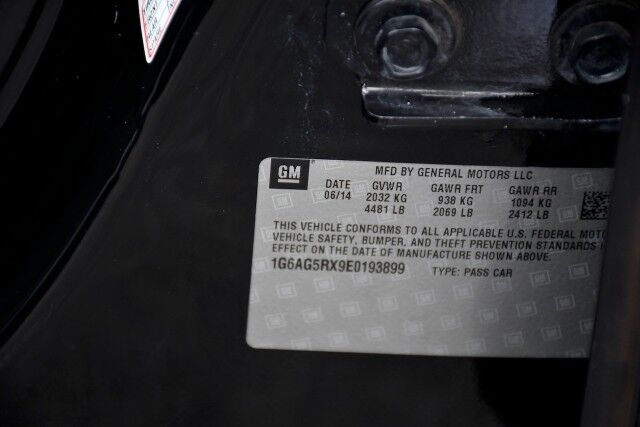 GM
MFD BY GENERAL MOTORS LLC
DATE GVWR GAWR FRT GAWR RR
06/14 2032 KG 938 KG 1094 KG
4481 LB 2069 LB 2412 LB
THIS VEHICLE CONFORMS TO ALL APPLICABLE U.S. FEDERAL
VEHICLE SAFETY, BUMPER, AND THEFT PREVENTION STANDARDS
EFFECT ON THE DATE OF MANUFACTURE SHOWN ABOVE.
1G6AG5RX9E0193899 TYPE: PASS CAR